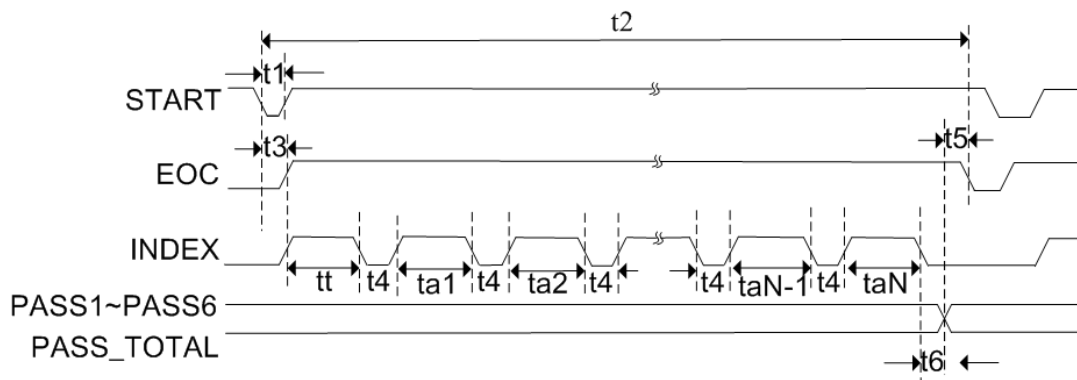 t2
t1
START
t3
t5
EOC
INDEX
tt t4 ta1 t4 ta2 t4 t4 taN-1 t4 taN
PASS1~PASS6
PASS_TOTAL
t6